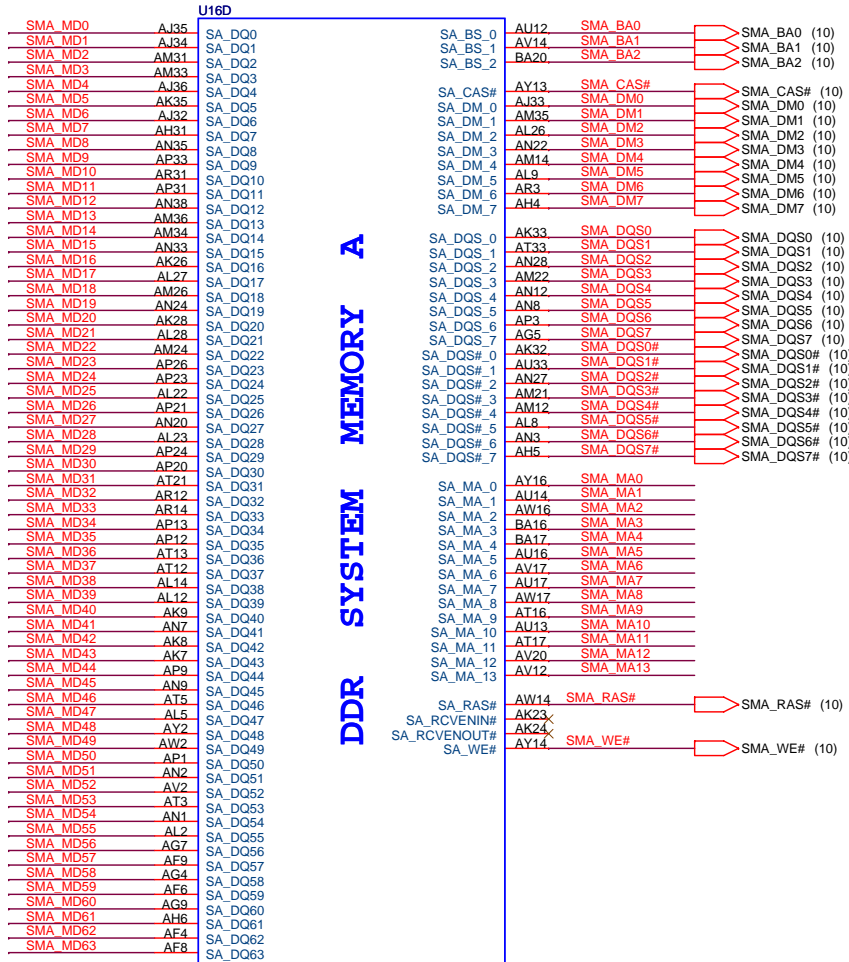 U16D
SMA_MD0 AJ35 SA_DQ0
SMA_MD1 AJ34 SA_DQ1
SMA_MD2 AM31 SA_DQ2
SMA_MD3 AM33 SA_DQ3
SMA_MD4 AJ36 SA_DQ4
SMA_MD5 AK35 SA_DQ5
SMA_MD6 AJ32 SA_DQ6
SMA_MD7 AH31 SA_DQ7
SMA_MD8 AN35 SA_DQ8
SMA_MD9 AP33 SA_DQ9
SMA_MD10 AR31 SA_DQ10
SMA_MD11 AP31 SA_DQ11
SMA_MD12 AN38 SA_DQ12
SMA_MD13 AM36 SA_DQ13
SMA_MD14 AM34 SA_DQ14
SMA_MD15 AN33 SA_DQ15
SMA_MD16 AK26 SA_DQ16
SMA_MD17 AL27 SA_DQ17
SMA_MD18 AM26 SA_DQ18
SMA_MD19 AN24 SA_DQ19
SMA_MD20 AK28 SA_DQ20
SMA_MD21 AL28 SA_DQ21
SMA_MD22 AM24 SA_DQ22
SMA_MD23 AP26 SA_DQ23
SMA_MD24 AP23 SA_DQ24
SMA_MD25 AL22 SA_DQ25
SMA_MD26 AP21 SA_DQ26
SMA_MD27 AN20 SA_DQ27
SMA_MD28 AL23 SA_DQ28
SMA_MD29 AP24 SA_DQ29
SMA_MD30 AP20 SA_DQ30
SMA_MD31 AT21 SA_DQ31
SMA_MD32 AR12 SA_DQ32
SMA_MD33 AR14 SA_DQ33
SMA_MD34 AP13 SA_DQ34
SMA_MD35 AP12 SA_DQ35
SMA_MD36 AT13 SA_DQ36
SMA_MD37 AT12 SA_DQ37
SMA_MD38 AL14 SA_DQ38
SMA_MD39 AL12 SA_DQ39
SMA_MD40 AK9 SA_DQ40
SMA_MD41 AN7 SA_DQ41
SMA_MD42 AK8 SA_DQ42
SMA_MD43 AK7 SA_DQ43
SMA_MD44 AP9 SA_DQ44
SMA_MD45 AN9 SA_DQ45
SMA_MD46 AT5 SA_DQ46
SMA_MD47 AL5 SA_DQ47
SMA_MD48 AY2 SA_DQ48
SMA_MD49 AW2 SA_DQ49
SMA_MD50 AP1 SA_DQ50
SMA_MD51 AN2 SA_DQ51
SMA_MD52 AV2 SA_DQ52
SMA_MD53 AT3 SA_DQ53
SMA_MD54 AN1 SA_DQ54
SMA_MD55 AL2 SA_DQ55
SMA_MD56 AG7 SA_DQ56
SMA_MD57 AF9 SA_DQ57
SMA_MD58 AG4 SA_DQ58
SMA_MD59 AF6 SA_DQ59
SMA_MD60 AG9 SA_DQ60
SMA_MD61 AH6 SA_DQ61
SMA_MD62 AF4 SA_DQ62
SMA_MD63 AF8 SA_DQ63
DDR SYSTEM MEMORY A
SA_BS_0 AU12 SMA_BA0 SMA_BA0 (10)
SA_BS_1 AV14 SMA_BA1 SMA_BA1 (10)
SA_BS_2 BA20 SMA_BA2 SMA_BA2 (10)
SA_CAS# AY13 SMA_CAS# SMA_CAS# (10)
SA_DM_0 AJ33 SMA_DM0 SMA_DM0 (10)
SA_DM_1 AM35 SMA_DM1 SMA_DM1 (10)
SA_DM_2 AL26 SMA_DM2 SMA_DM2 (10)
SA_DM_3 AN22 SMA_DM3 SMA_DM3 (10)
SA_DM_4 AM14 SMA_DM4 SMA_DM4 (10)
SA_DM_5 AL9 SMA_DM5 SMA_DM5 (10)
SA_DM_6 AR3 SMA_DM6 SMA_DM6 (10)
SA_DM_7 AH4 SMA_DM7 SMA_DM7 (10)
SA_DQS_0 AK33 SMA_DQS0 SMA_DQS0 (10)
SA_DQS_1 AT33 SMA_DQS1 SMA_DQS1 (10)
SA_DQS_2 AN28 SMA_DQS2 SMA_DQS2 (10)
SA_DQS_3 AM22 SMA_DQS3 SMA_DQS3 (10)
SA_DQS_4 AN12 SMA_DQS4 SMA_DQS4 (10)
SA_DQS_5 AN8 SMA_DQS5 SMA_DQS5 (10)
SA_DQS_6 AP3 SMA_DQS6 SMA_DQS6 (10)
SA_DQS_7 AG5 SMA_DQS7 SMA_DQS7 (10)
SA_DQS#_0 AK32 SMA_DQS0# SMA_DQS0# (10)
SA_DQS#_1 AU33 SMA_DQS1# SMA_DQS1# (10)
SA_DQS#_2 AN27 SMA_DQS2# SMA_DQS2# (10)
SA_DQS#_3 AM21 SMA_DQS3# SMA_DQS3# (10)
SA_DQS#_4 AM12 SMA_DQS4# SMA_DQS4# (10)
SA_DQS#_5 AL8 SMA_DQS5# SMA_DQS5# (10)
SA_DQS#_6 AN3 SMA_DQS6# SMA_DQS6# (10)
SA_DQS#_7 AH5 SMA_DQS7# SMA_DQS7# (10)
SA_MA_0 AY16 SMA_MA0
SA_MA_1 AU14 SMA_MA1
SA_MA_2 AW16 SMA_MA2
SA_MA_3 BA16 SMA_MA3
SA_MA_4 BA17 SMA_MA4
SA_MA_5 AU16 SMA_MA5
SA_MA_6 AV17 SMA_MA6
SA_MA_7 AU17 SMA_MA7
SA_MA_8 AW17 SMA_MA8
SA_MA_9 AT16 SMA_MA9
SA_MA_10 AU13 SMA_MA10
SA_MA_11 AT17 SMA_MA11
SA_MA_12 AV20 SMA_MA12
SA_MA_13 AV12 SMA_MA13
SA_RAS# AW14 SMA_RAS# SMA_RAS# (10)
SA_RCVENIN# AK23
SA_RCVENOUT# AK24
SA_WE# AY14 SMA_WE# SMA_WE# (10)